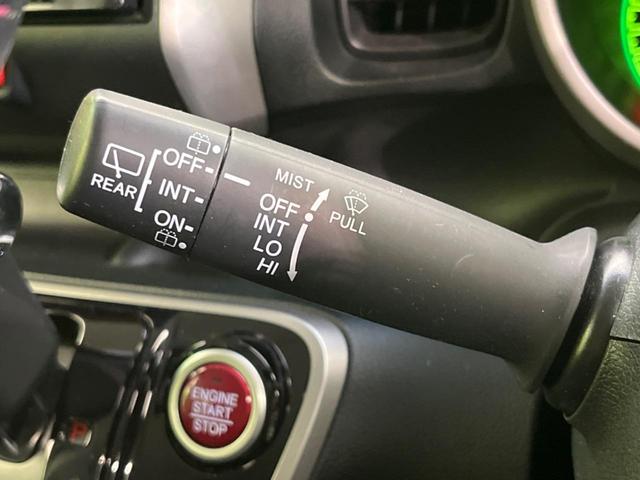 OFF
REAR
INT
ON
MIST
OFF
INT
LO
HI
PULL
ENGINE
START
STOP
P